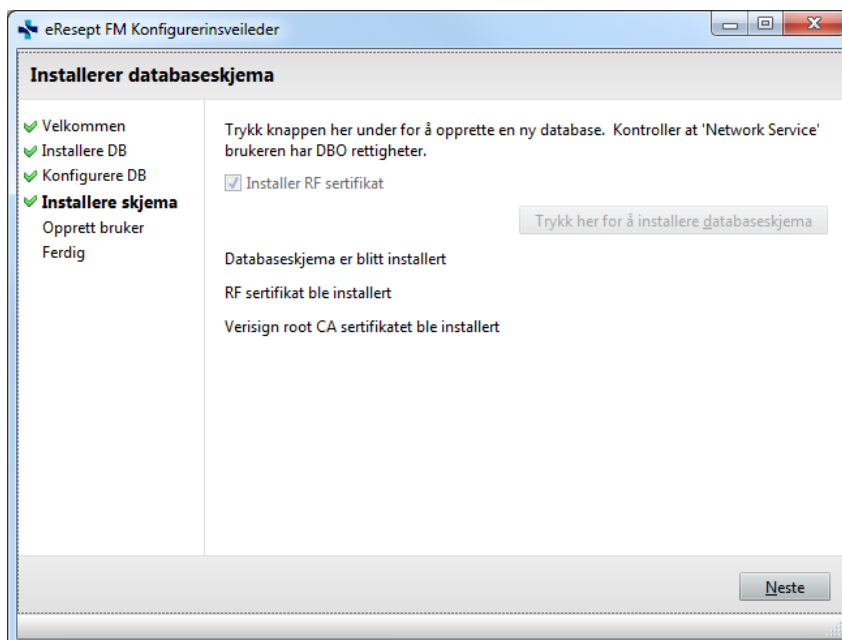 eResept FM Konfigurerinsveileder
Installerer databaseskjema
Velkommen
Installere DB
Konfigurere DB
Installere skjema
Opprett bruker
Ferdig
Trykk knappen her under for å opprette en ny database. Kontroller at 'Network Service'
brukeren har DBO rettigheter.
Installer RF sertifikat
Trykk her for å installere databaseskjema
Databaseskjema er blitt installert
RF sertifikat ble installert
Verisign root CA sertifikatet ble installert
Neste